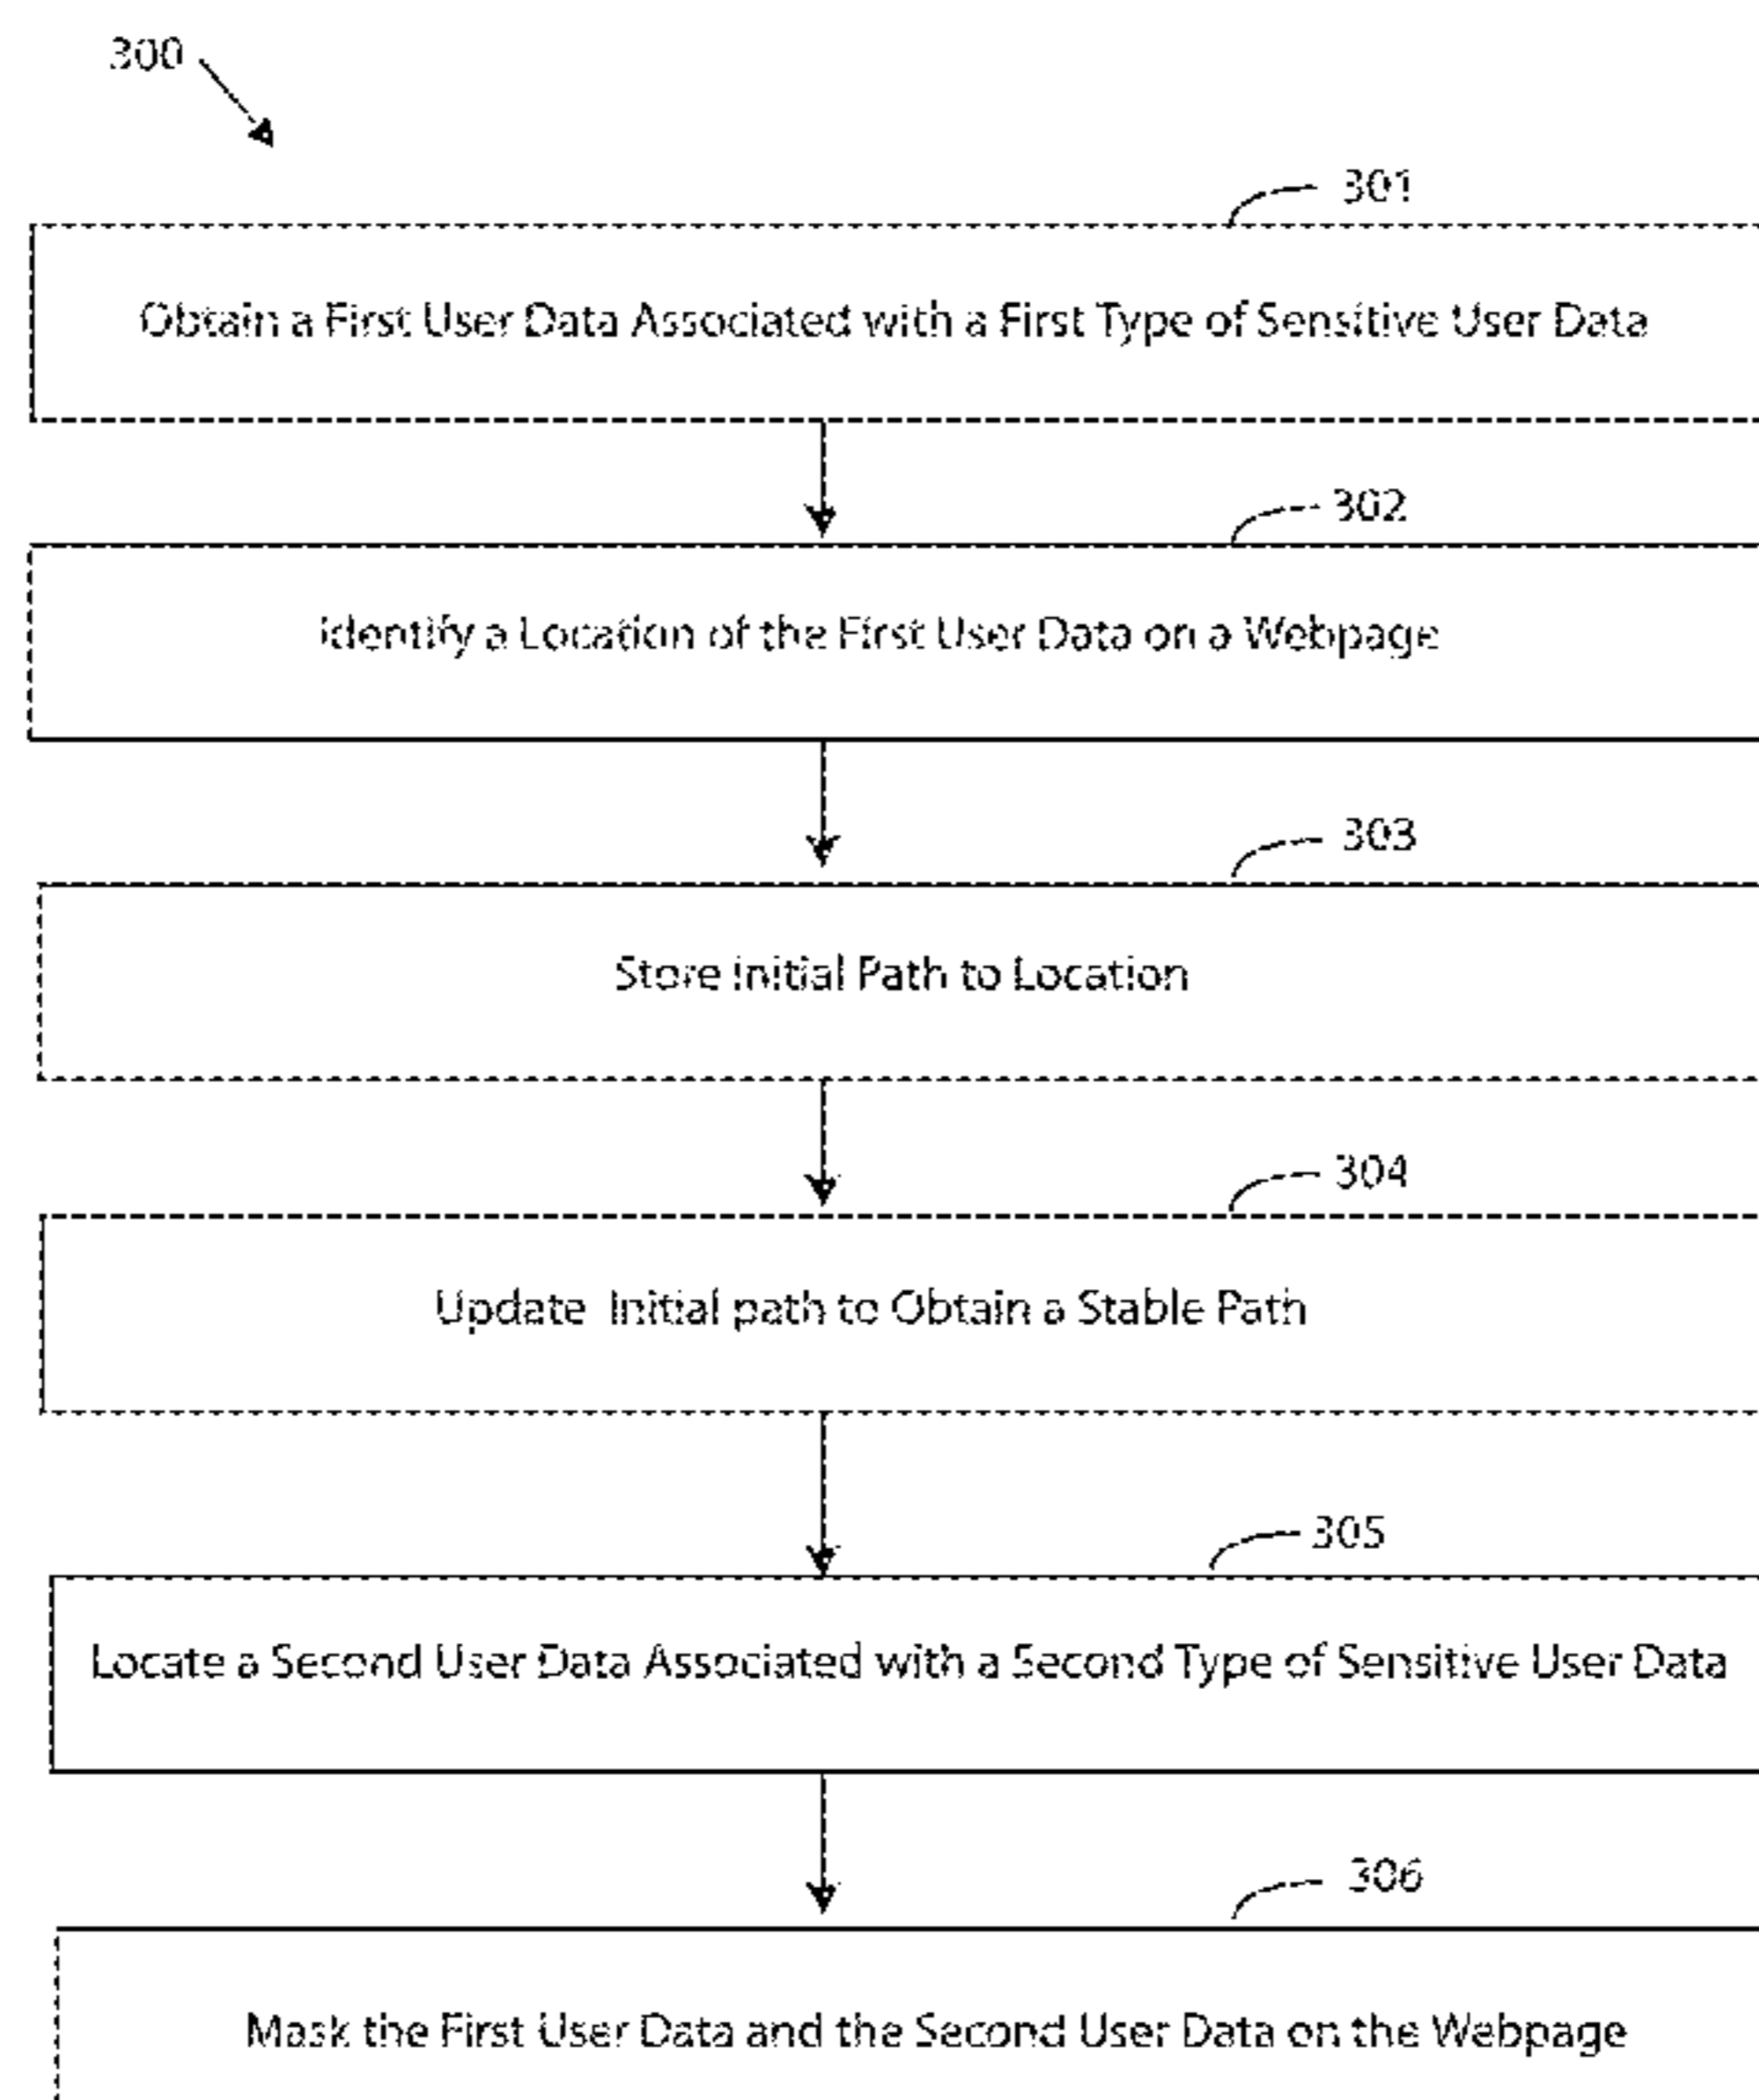 300
301
Obtain a First User Data Associated with a First Type of Sensitive User Data
302
Identify a Location of the First User Data on a Webpage
303
Store Initial Path to Location
304
Update Initial path to Obtain a Stable Path
305
Locate a Second User Data Associated with a Second Type of Sensitive User Data
306
Mask the First User Data and the Second User Data on the Webpage